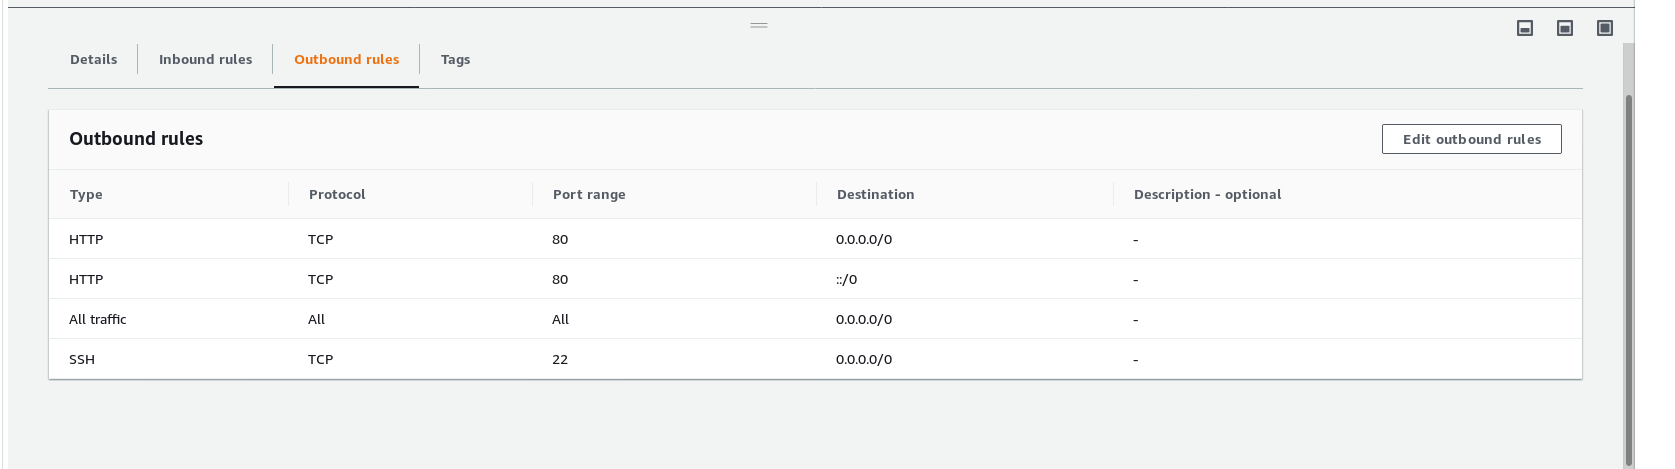 Details Inbound rules Outbound rules Tags
Outbound rules Edit outbound rules
Type Protocol Port range Destination Description - optional
HTTP TCP 80 0.0.0.0/0 -
HTTP TCP 80 ::/0 -
All traffic All All 0.0.0.0/0 -
SSH TCP 22 0.0.0.0/0 -